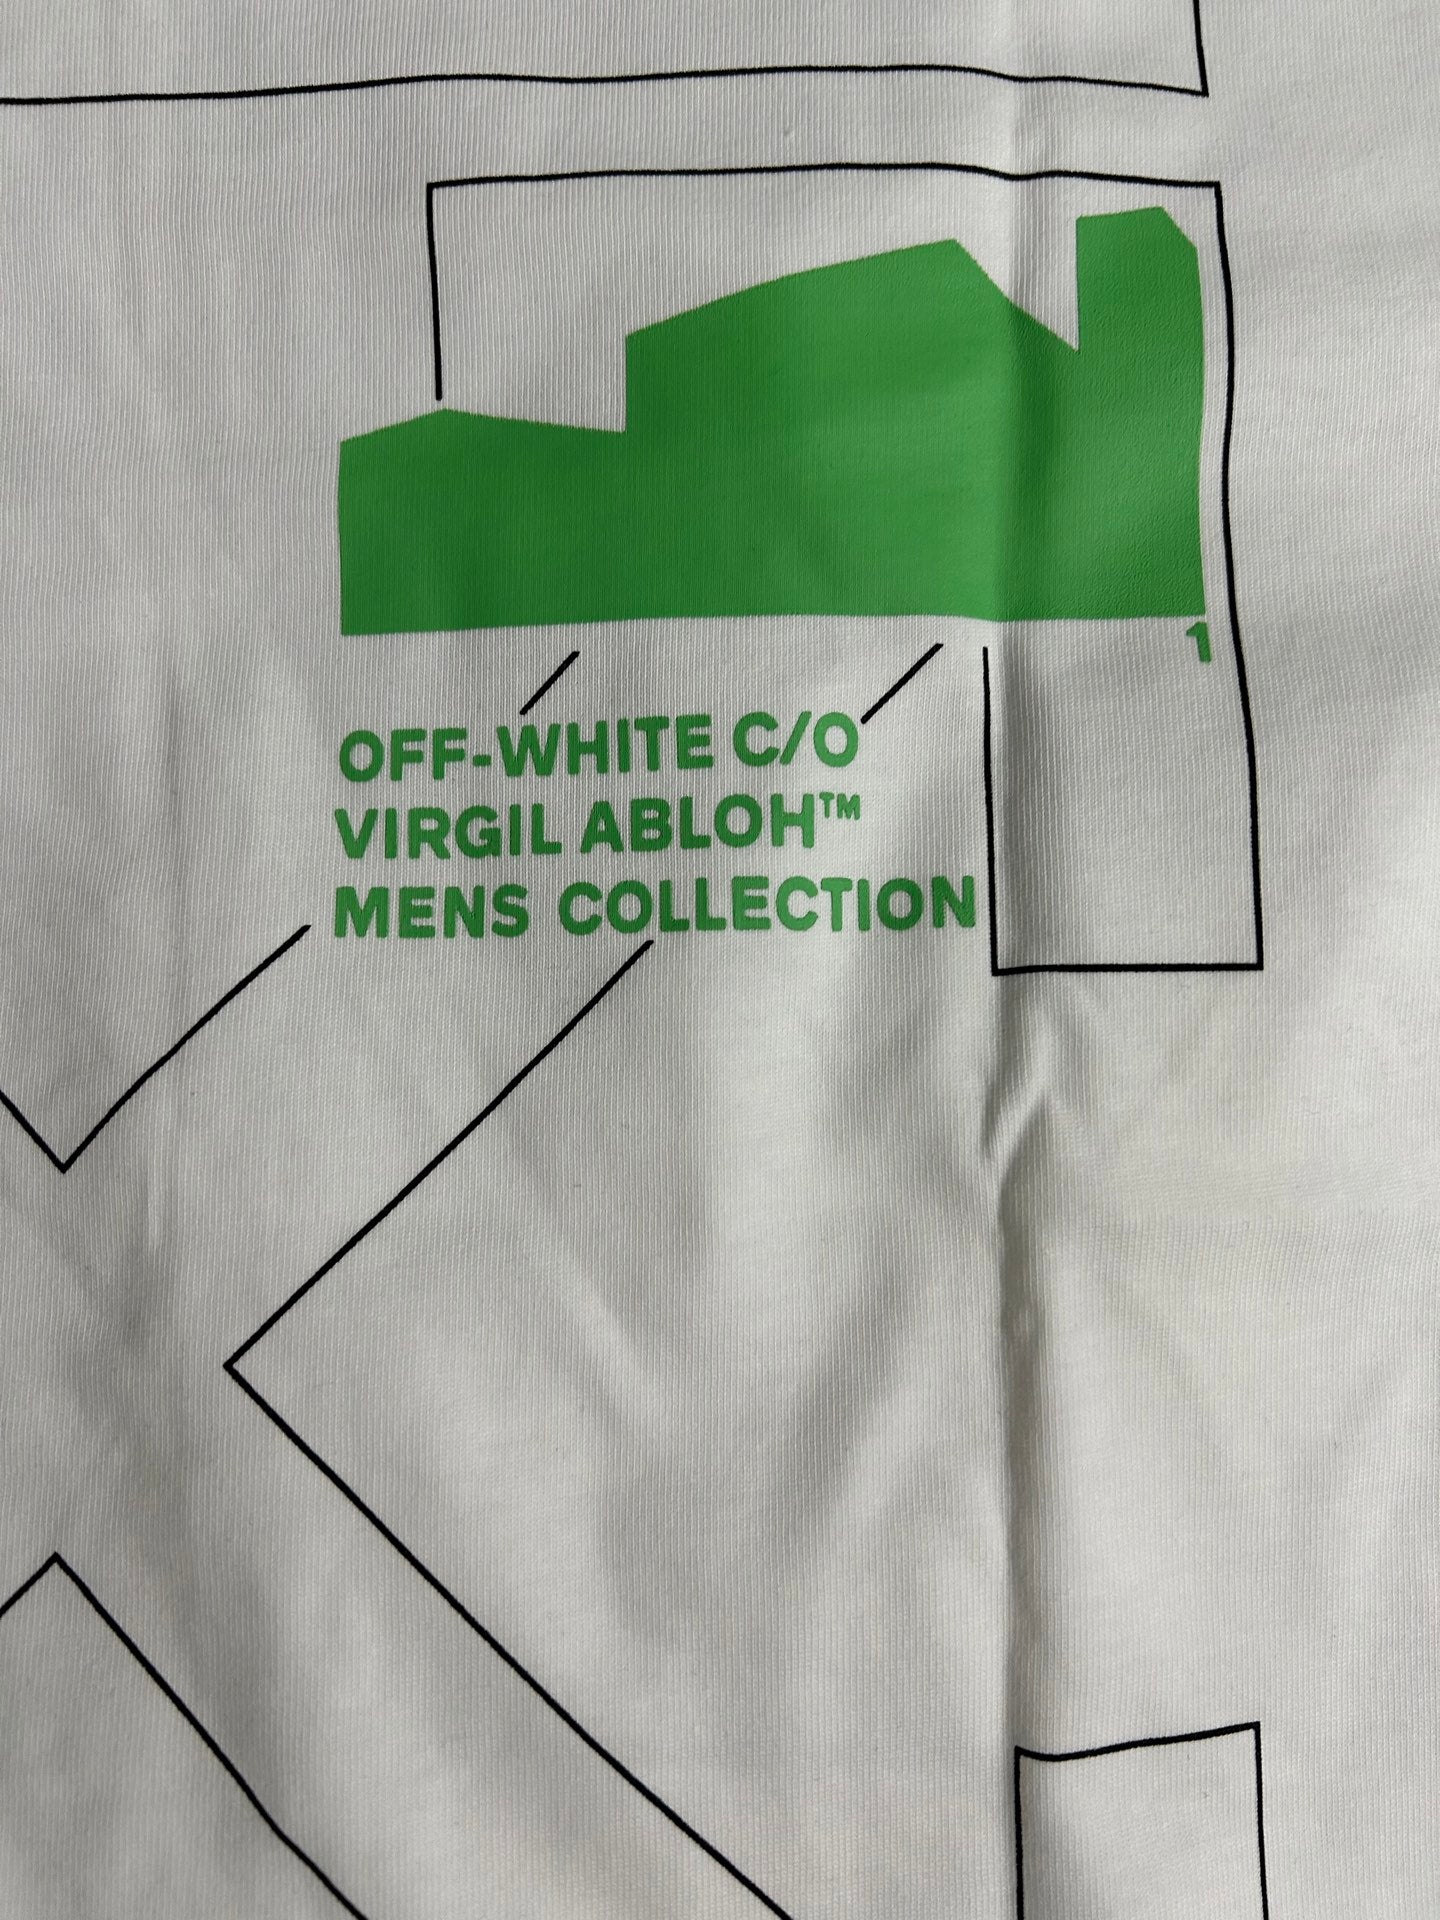 1
OFF-WHITE C/O
VIRGIL ABLOH™
MENS COLLECTION